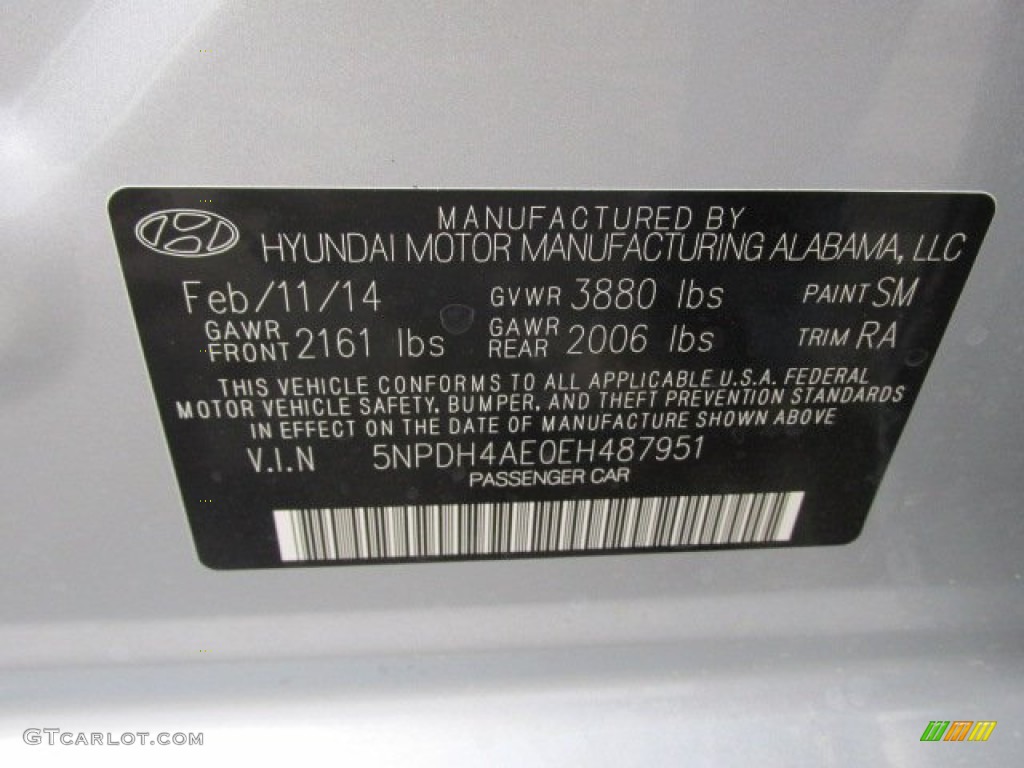 MANUFACTURED BY
HYUNDAI MOTOR MANUFACTURING ALABAMA, LLC
Feb/11/14 GVWR 3880 lbs PAINT SM
GAWR FRONT 2161 lbs GAWR REAR 2006 lbs TRIM RA
THIS VEHICLE CONFORMS TO ALL APPLICABLE U.S.A. FEDERAL
MOTOR VEHICLE SAFETY, BUMPER, AND THEFT PREVENTION STANDARDS
IN EFFECT ON THE DATE OF MANUFACTURE SHOWN ABOVE
V.I.N 5NPDH4AE0EH487951
PASSENGER CAR
GTCARLOT.COM